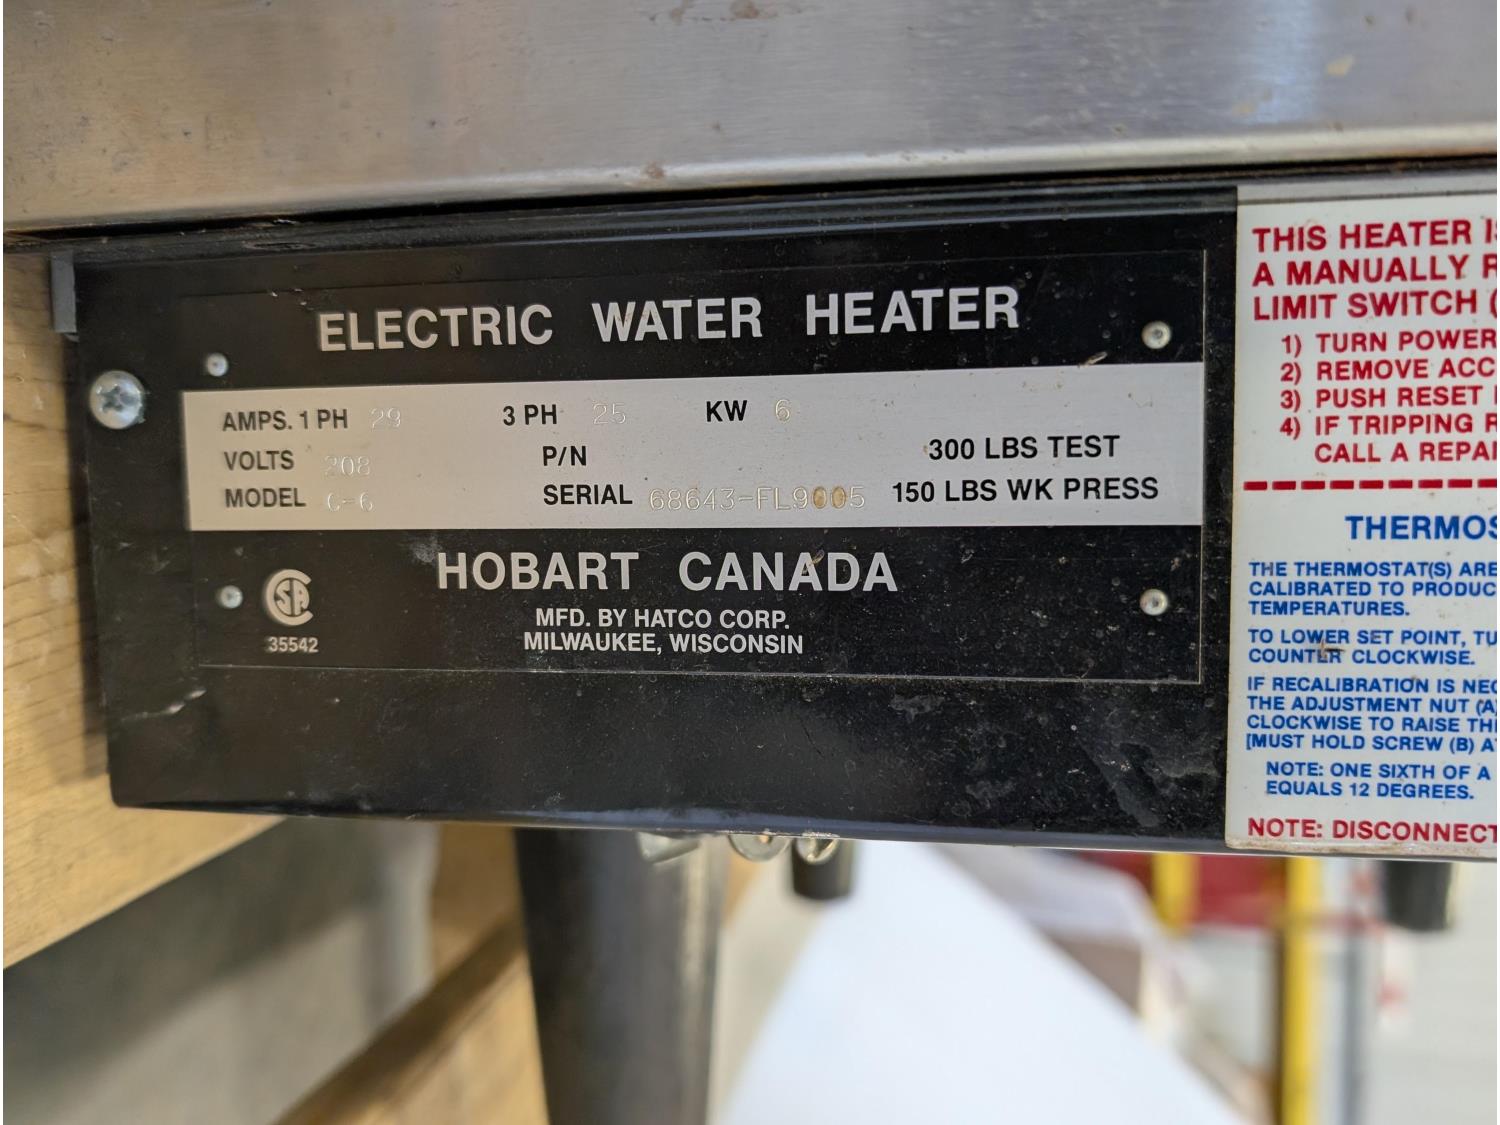 ELECTRIC WATER HEATER
AMPS. 1 PH 29 3 PH 25 KW 6
VOLTS 208 P/N 300 LBS TEST
MODEL C-6 SERIAL 68643-FL9005 150 LBS WK PRESS
HOBART CANADA
MFD. BY HATCO CORP.
MILWAUKEE, WISCONSIN
35542
THIS HEATER
A MANUALLY
LIMIT SWITCH
1) TURN POWER
2) REMOVE ACC
3) PUSH RESET
4) IF TRIPPING
CALL A REPAI
THERMOS
THE THERMOSTAT(S) ARE
CALIBRATED TO PRODUC
TEMPERATURES.
TO LOWER SET POINT, TU
COUNTER CLOCKWISE.
IF RECALIBRATION IS NEC
THE ADJUSTMENT NUT (A)
CLOCKWISE TO RAISE THE
[MUST HOLD SCREW (B) A
NOTE: ONE SIXTH OF A
EQUALS 12 DEGREES.
NOTE: DISCONNECT